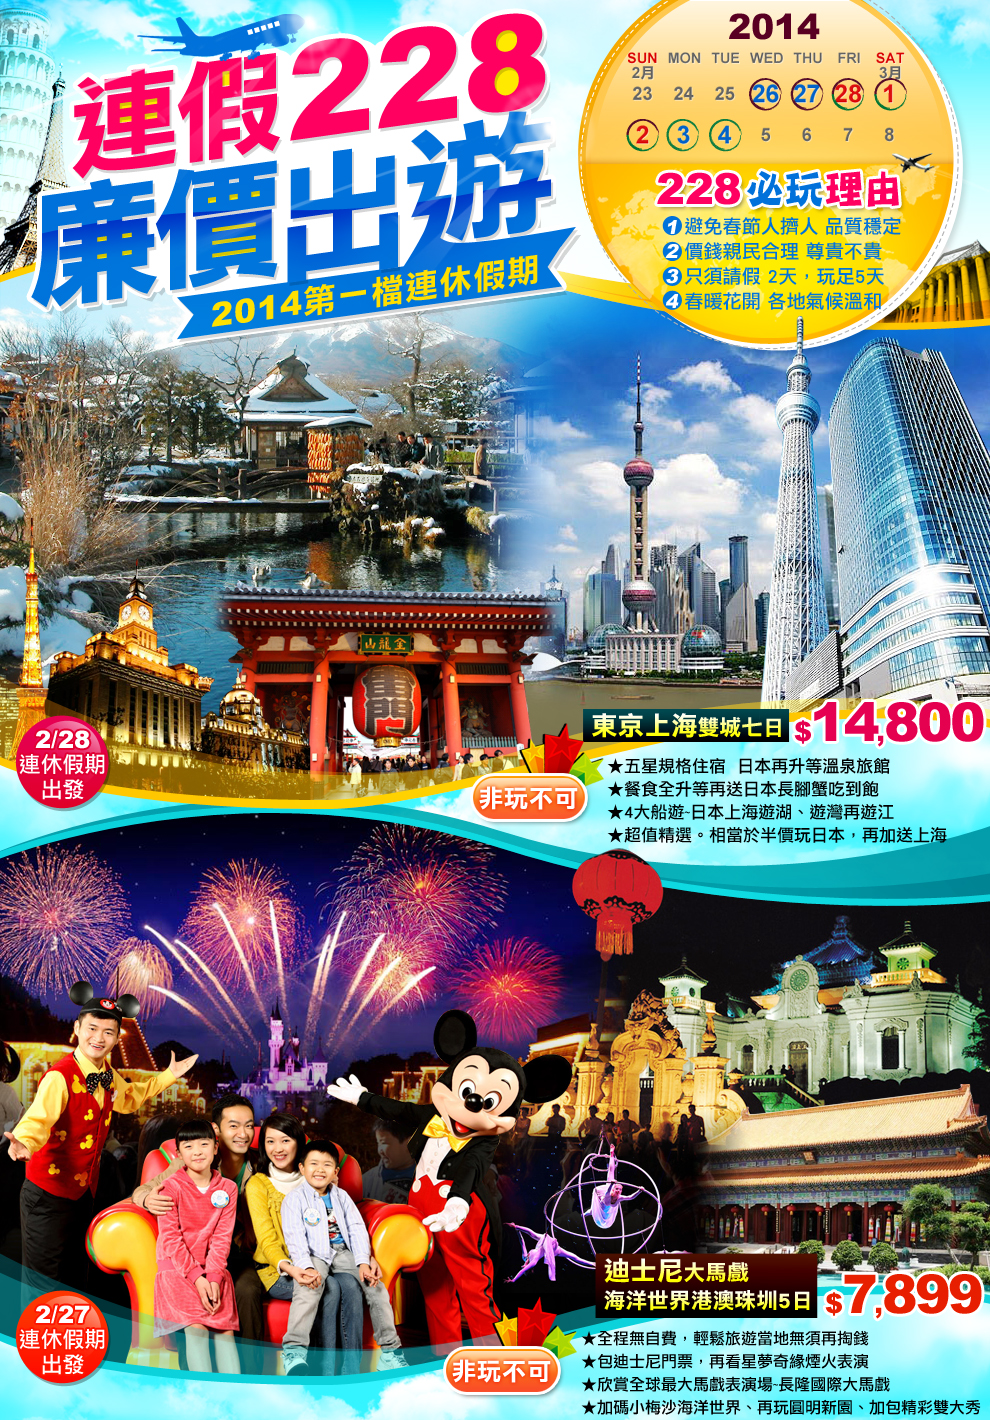 連假228
廉價出遊
2014第一檔連休假期
2014
SUN MON TUE WED THU FRI SAT
2月 3月
23 24 25 26 27 28 1
2 3 4 5 6 7 8
228必玩理由
1 避免春節人擠人 品質穩定
2 價錢親民合理 尊貴不貴
3 只須請假 2天，玩足5天
4 春暖花開 各地氣候溫和
山龍金
雷門
2/28
連休假期
出發
東京上海雙城七日 $14,800
非玩不可
★五星規格住宿 日本再升等溫泉旅館
★餐食全升等再送日本長腳蟹吃到飽
★4大船遊-日本上海遊湖、遊灣再遊江
★超值精選。相當於半價玩日本，再加送上海
2/27
連休假期
出發
迪士尼大馬戲
海洋世界港澳珠圳5日 $7,899
非玩不可
★全程無自費，輕鬆旅遊當地無須再掏錢
★包迪士尼門票，再看星夢奇緣煙火表演
★欣賞全球最大馬戲表演場-長隆國際大馬戲
★加碼小梅沙海洋世界、再玩圓明新園、加包精彩雙大秀